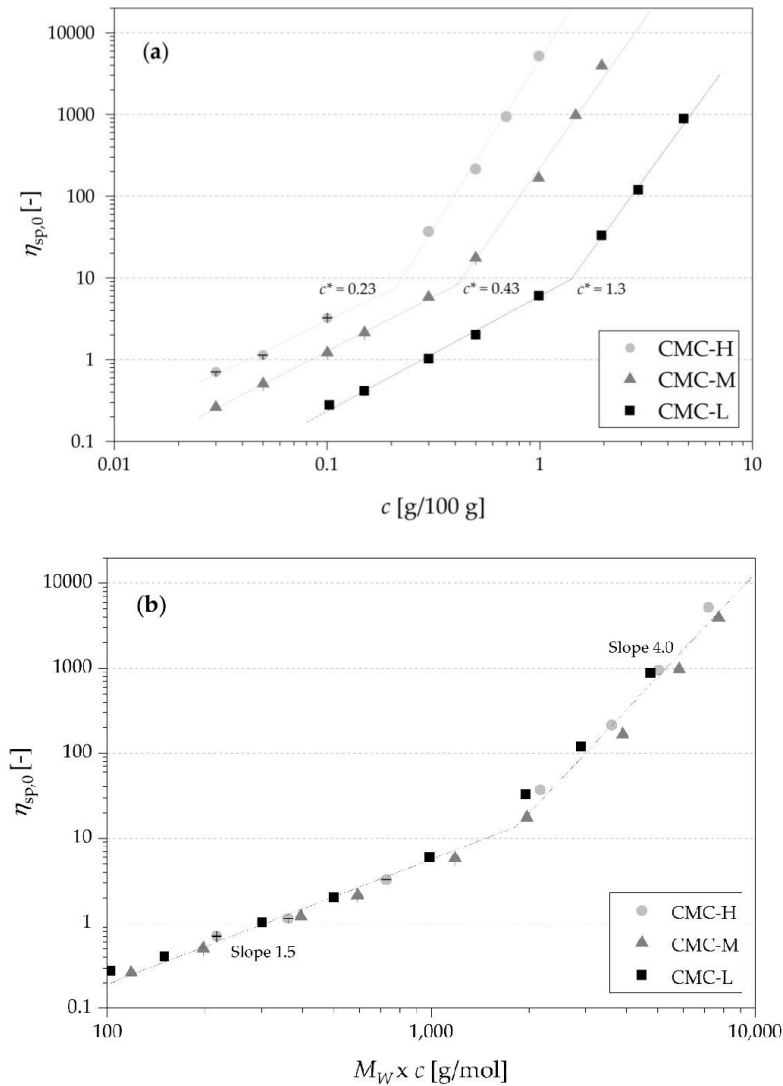 (a)
10000
1000
100
10
1
0.1
η_sp,0 [-]
c* = 0.23
c* = 0.43
c* = 1.3
CMC-H
CMC-M
CMC-L
0.01
0.1
1
10
c [g/100 g]
(b)
10000
1000
100
10
1
0.1
η_sp,0 [-]
Slope 4.0
Slope 1.5
CMC-H
CMC-M
CMC-L
100
1,000
10,000
M_W x c [g/mol]